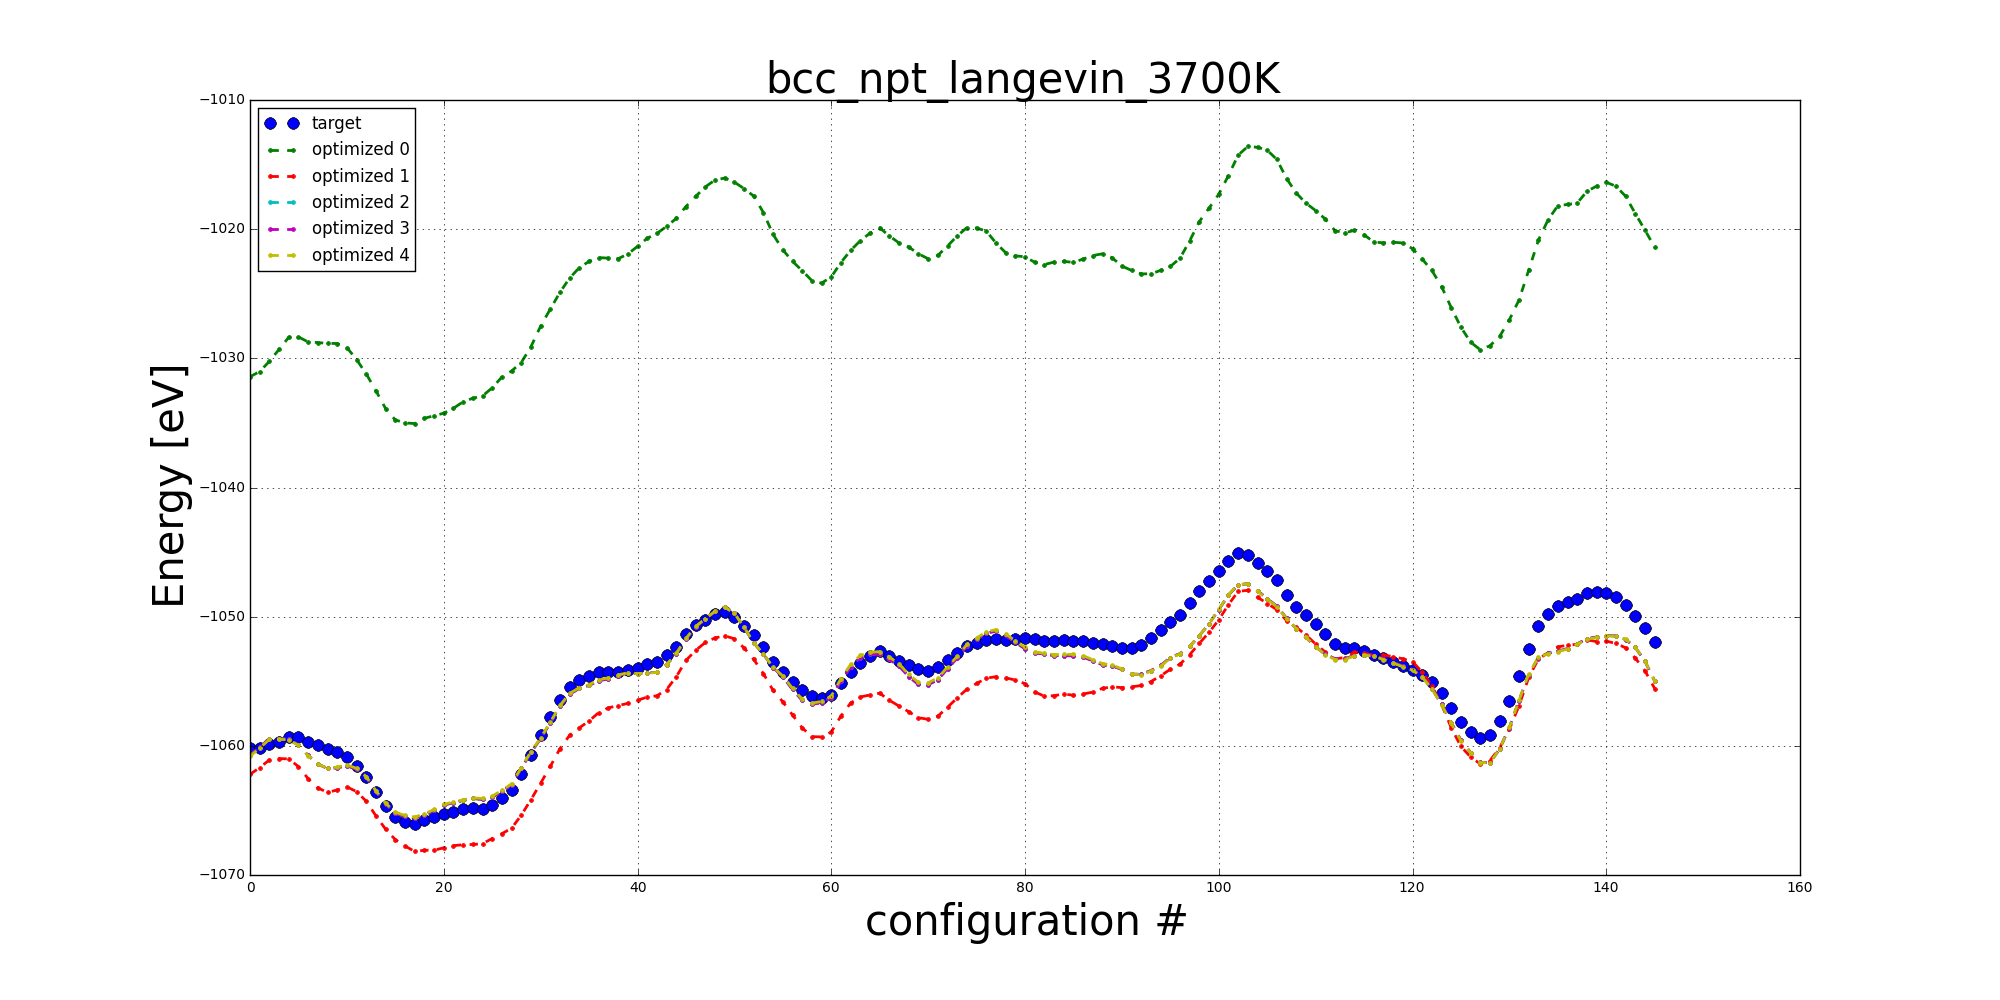 bcc_npt_langevin_3700K
−1010
target
optimized 0
optimized 1
optimized 2
optimized 3
optimized 4
−1020
−1030
−1040
−1050
−1060
−1070
Energy [eV]
0 20 40 60 80 100 120 140 160
configuration #